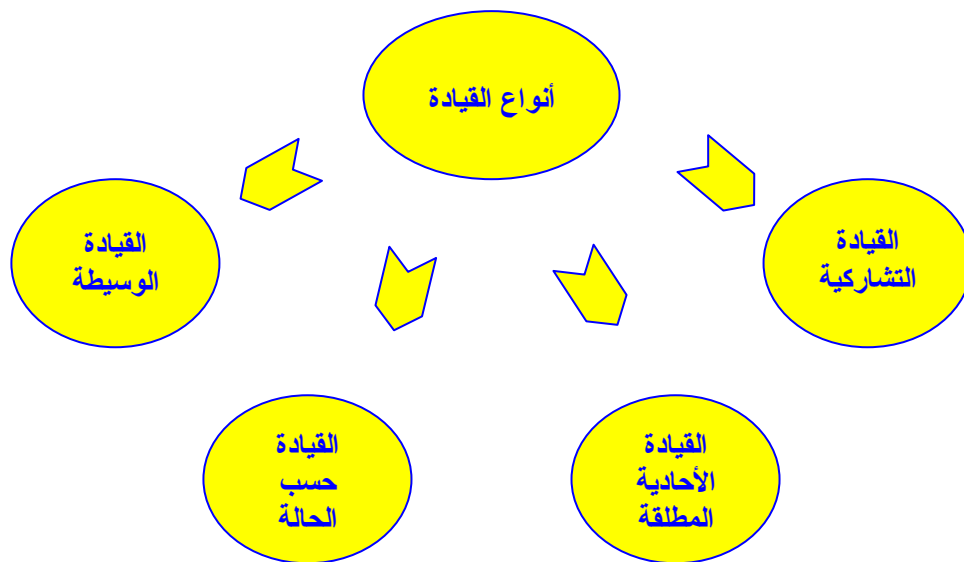 أنواع القيادة
القيادة
التشاركية
القيادة
الأحادية
المطلقة
القيادة
حسب
الحالة
القيادة
الوسيطة